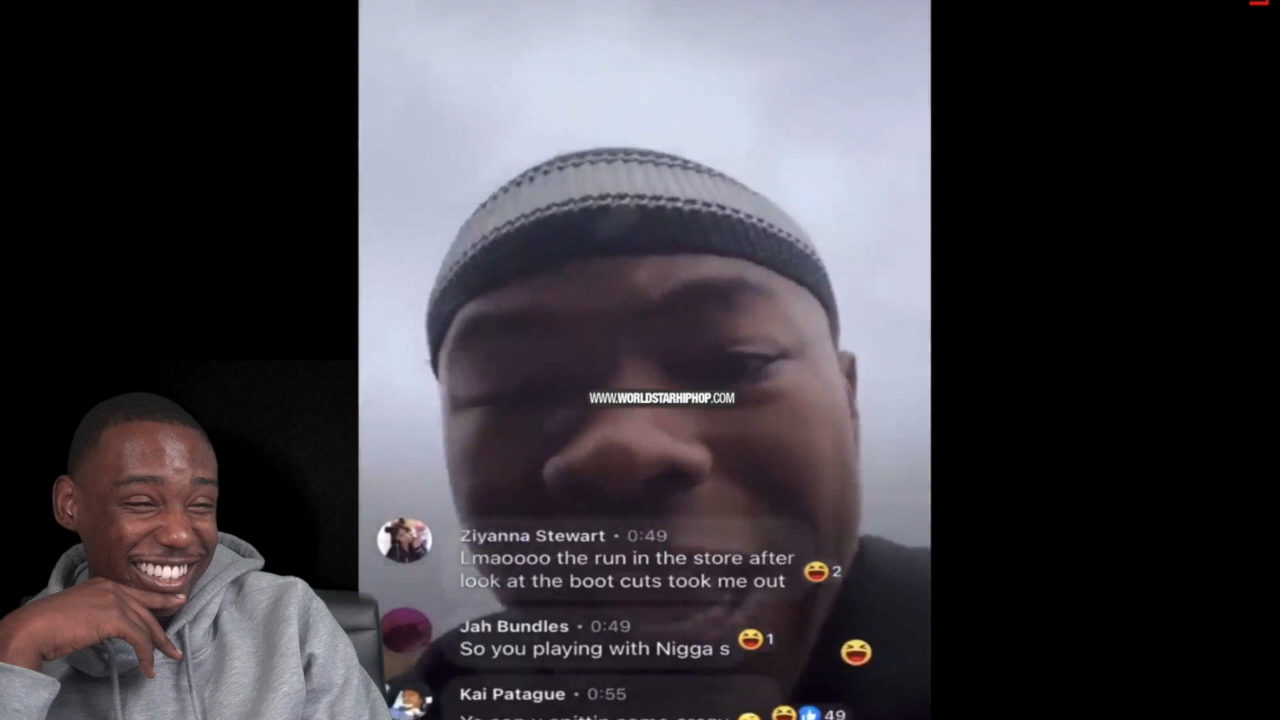 WWW.WORLDSTARHIPHOP.COM
Ziyanna Stewart • 0:49
Lmaoooo the run in the store after
look at the boot cuts took me out
2
Jah Bundles • 0:49
So you playing with Nigga s
1
Kai Patague • 0:55
49